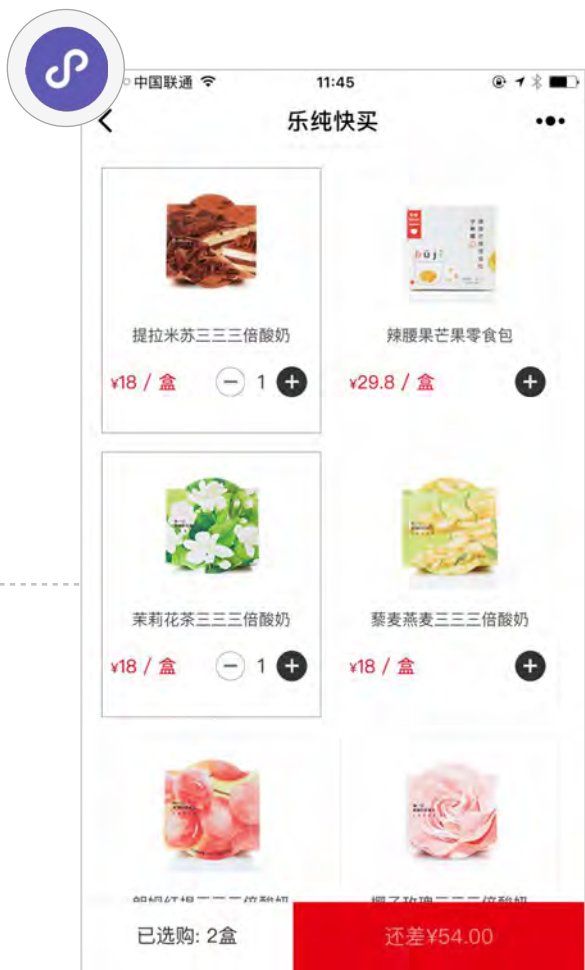 中国联通
11:45
乐纯快买
提拉米苏三三三倍酸奶
辣腰果芒果零食包
¥18 / 盒
1
¥29.8 / 盒
茉莉花茶三三三倍酸奶
藜麦燕麦三三三倍酸奶
¥18 / 盒
1
¥18 / 盒
已选购: 2盒
还差¥54.00